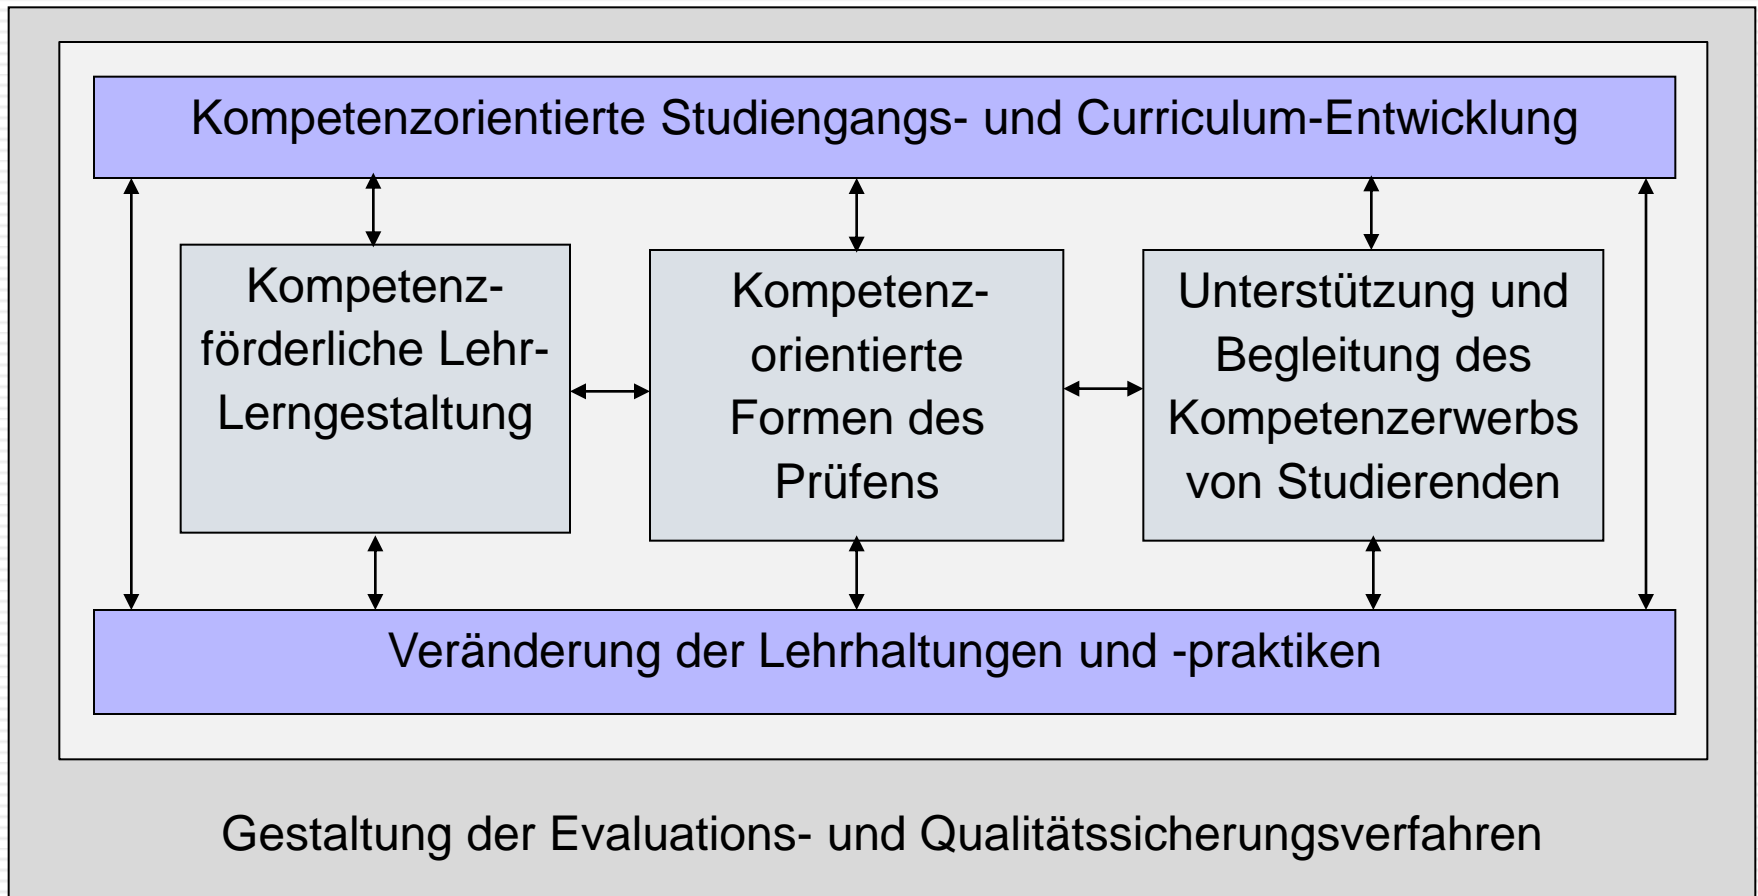 Kompetenzorientierte Studiengangs- und Curriculum-Entwicklung
Kompetenz-
förderliche Lehr-
Lerngestaltung
Kompetenz-
orientierte
Formen des
Prüfens
Unterstützung und
Begleitung des
Kompetenzerwerbs
von Studierenden
Veränderung der Lehrhaltungen und -praktiken
Gestaltung der Evaluations- und Qualitätssicherungsverfahren